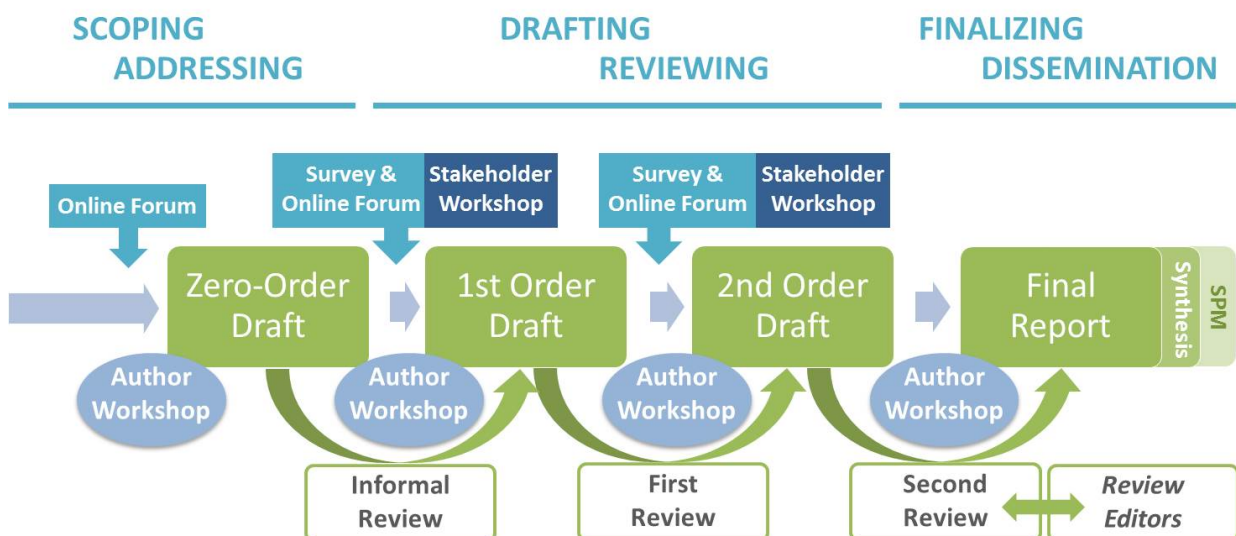 SCOPING
ADDRESSING
DRAFTING
REVIEWING
FINALIZING
DISSEMINATION
Online Forum
Survey &
Online Forum
Stakeholder
Workshop
Survey &
Online Forum
Stakeholder
Workshop
Zero-Order
Draft
1st Order
Draft
2nd Order
Draft
Final
Report
Synthesis
SPM
Author
Workshop
Author
Workshop
Author
Workshop
Author
Workshop
Informal
Review
First
Review
Second
Review
Review
Editors